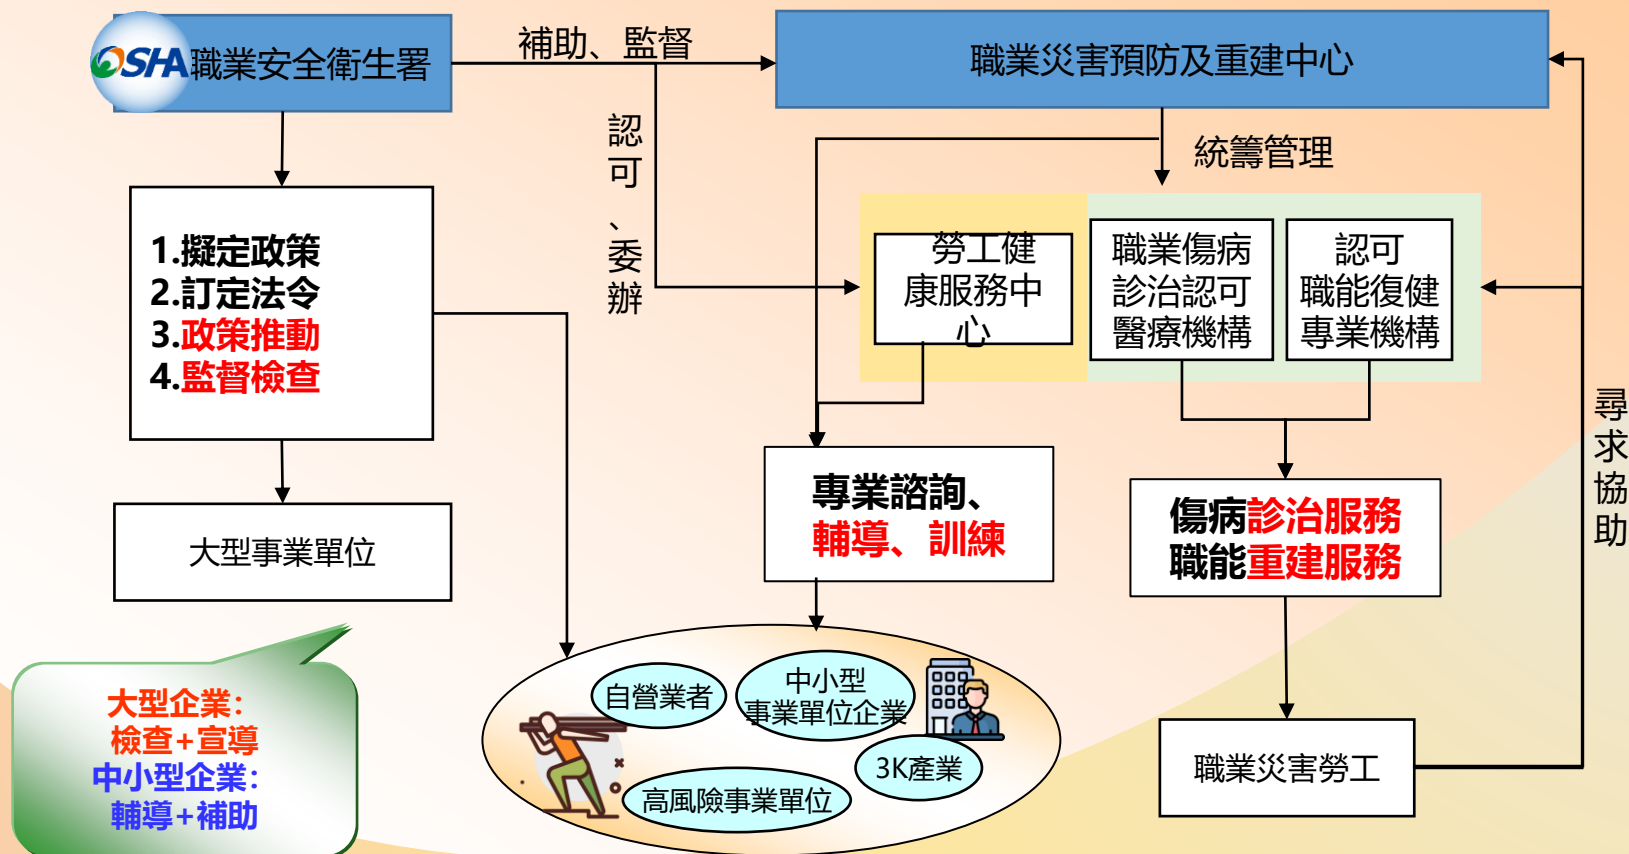 OSHA
職業安全衛生署
補助、監督
職業災害預防及重建中心
認可、委辦
統籌管理
1.擬定政策
2.訂定法令
3.政策推動
4.監督檢查
勞工健
康服務中
心
職業傷病
診治認可
醫療機構
認可
職能復健
專業機構
尋求協助
大型事業單位
專業諮詢、
輔導、訓練
傷病診治服務
職能重建服務
大型企業：
檢查+宣導
中小型企業：
輔導+補助
自營業者
中小型
事業單位企業
3K產業
高風險事業單位
職業災害勞工